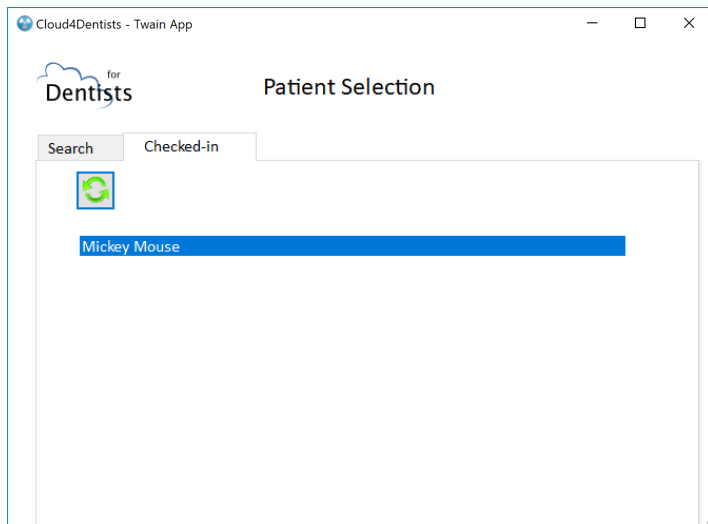 Cloud4Dentists - Twain App
for
Dentists
Patient Selection
Search
Checked-in
Mickey Mouse